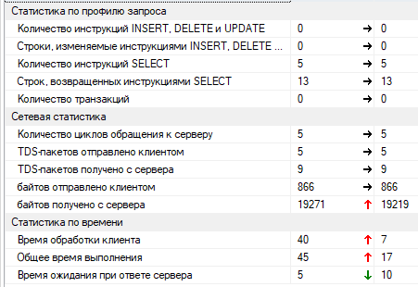 Статистика по профилю запроса
Количество инструкций INSERT, DELETE и UPDATE 0 → 0
Строки, изменяемые инструкциями INSERT, DELETE ... 0 → 0
Количество инструкций SELECT 5 → 5
Строк, возвращенных инструкциями SELECT 13 → 13
Количество транзакций 0 → 0
Сетевая статистика
Количество циклов обращения к серверу 5 → 5
TDS-пакетов отправлено клиентом 5 → 5
TDS-пакетов получено с сервера 9 → 9
байтов отправлено клиентом 866 → 866
байтов получено с сервера 19271 ↑ 19219
Статистика по времени
Время обработки клиента 40 ↑ 7
Общее время выполнения 45 ↑ 17
Время ожидания при ответе сервера 5 ↓ 10